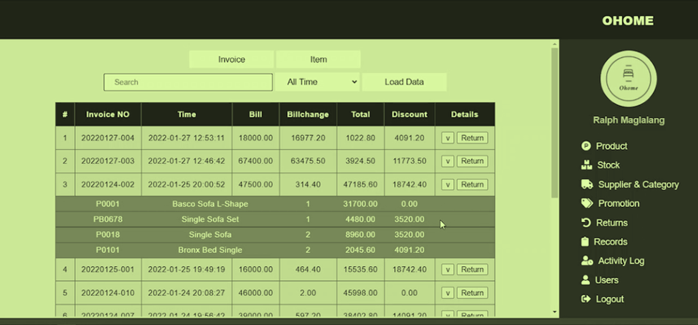 OHOME
Invoice Item
Search All Time Load Data
# Invoice NO Time Bill Billchange Total Discount Details
1 20220127-004 2022-01-27 12:53:11 18000.00 16977.20 1022.80 4091.20 v Return
2 20220127-003 2022-01-27 12:46:42 67400.00 63475.50 3924.50 11773.50 v Return
3 20220124-002 2022-01-25 20:00:52 47500.00 314.40 47185.60 18742.40 v Return
P0001 Basco Sofa L-Shape 1 31700.00 0.00
PB0678 Single Sofa Set 1 4480.00 3520.00
P0018 Single Sofa 2 8960.00 3520.00
P0101 Bronx Bed Single 2 2045.60 4091.20
4 20220125-001 2022-01-25 19:49:19 16000.00 464.40 15535.60 18742.40 v Return
5 20220124-010 2022-01-24 20:08:27 46000.00 2.00 45998.00 0.00 v Return
6 20220124-007 2022-01-24 19:56:43 39000.00 597.20 38402.80 14091.20 v Return
Ohome
Ralph Maglalang
P Product
Stock
Supplier & Category
Promotion
Returns
Records
Activity Log
Users
Logout